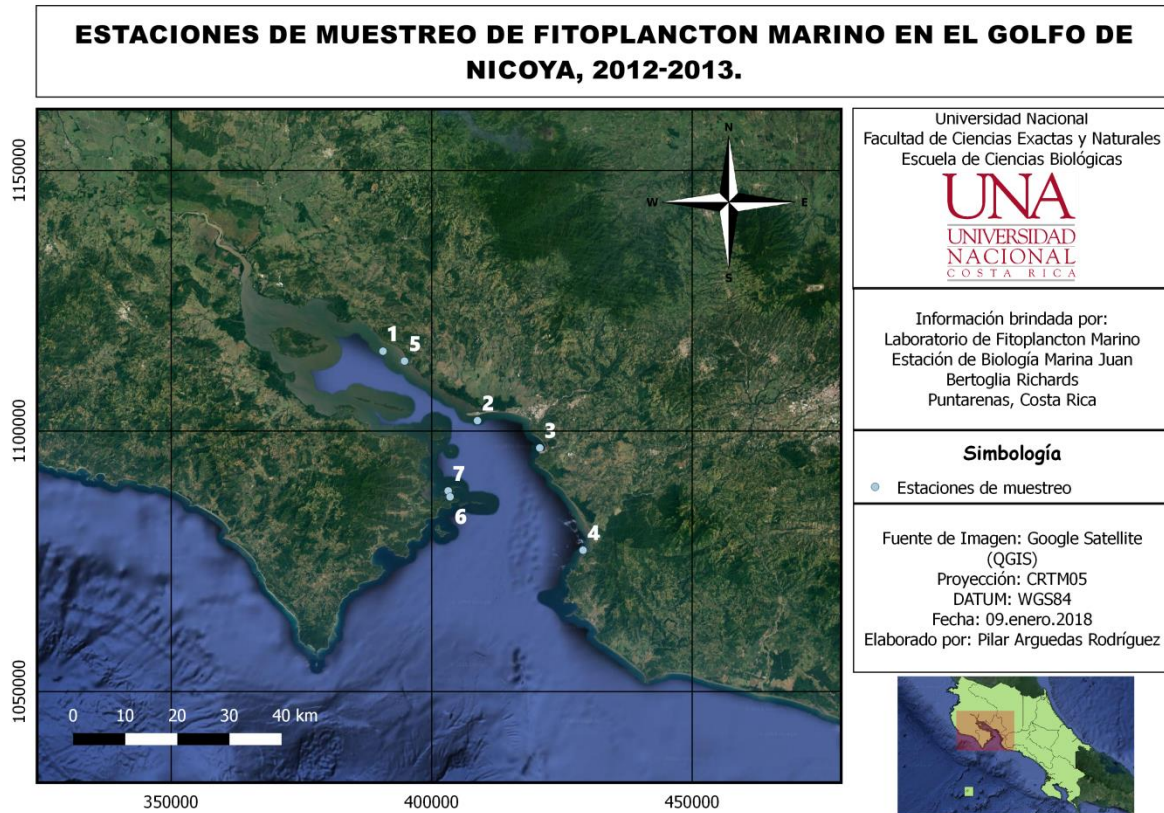 ESTACIONES DE MUESTREO DE FITOPLANCTON MARINO EN EL GOLFO DE
NICOYA, 2012-2013.
1150000
1100000
1050000
N
W
E
S
1
5
2
3
7
6
4
0 10 20 30 40 km
350000
400000
450000
Universidad Nacional
Facultad de Ciencias Exactas y Naturales
Escuela de Ciencias Biológicas
UNA
UNIVERSIDAD
NACIONAL
COSTA RICA
Información brindada por:
Laboratorio de Fitoplancton Marino
Estación de Biología Marina Juan
Bertoglia Richards
Puntarenas, Costa Rica
Simbología
Estaciones de muestreo
Fuente de Imagen: Google Satellite
(QGIS)
Proyección: CRTM05
DATUM: WGS84
Fecha: 09.enero.2018
Elaborado por: Pilar Arguedas Rodríguez